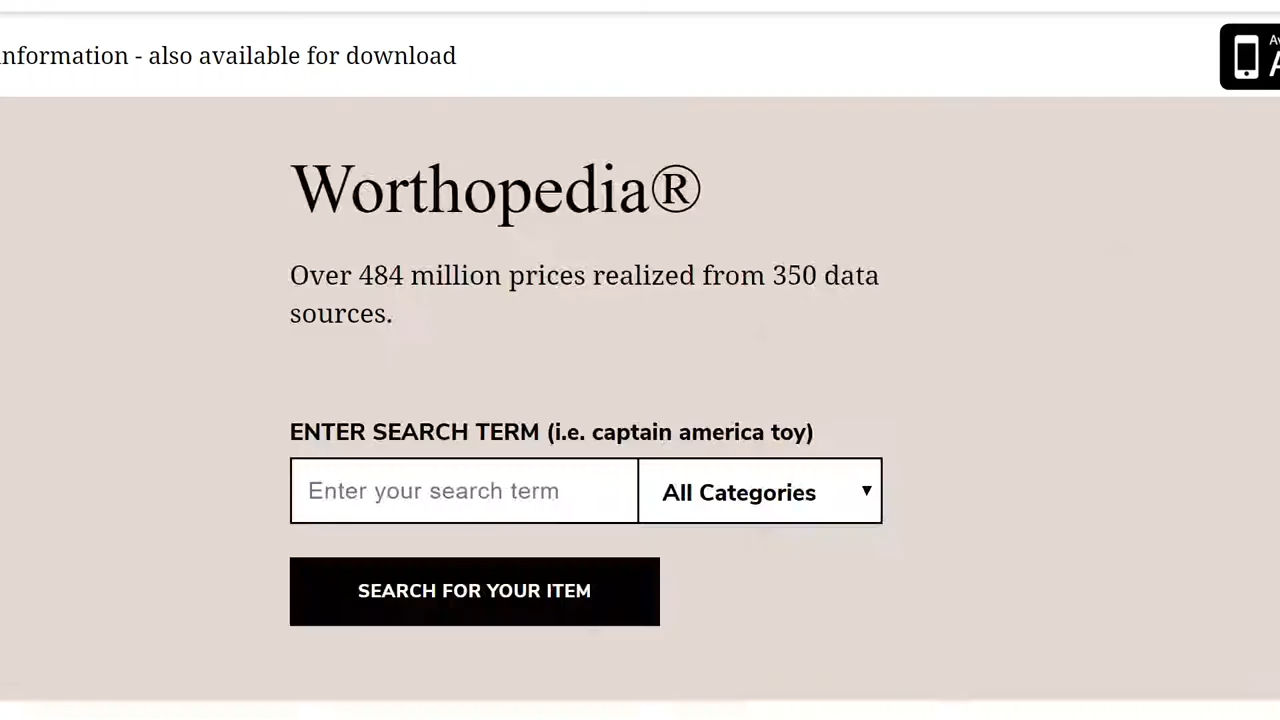 information - also available for download
Worthopedia®
Over 484 million prices realized from 350 data
sources.
ENTER SEARCH TERM (i.e. captain america toy)
Enter your search term
All Categories
SEARCH FOR YOUR ITEM